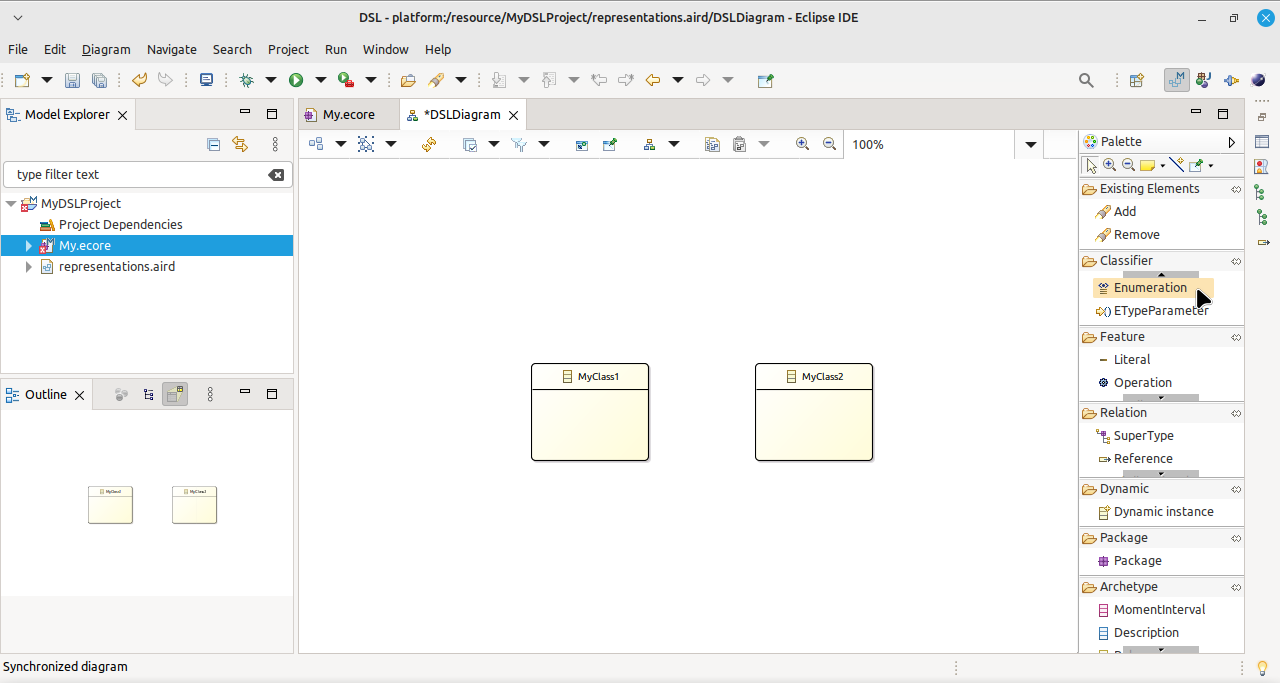 DSL - platform:/resource/MyDSLProject/representations.aird/DSLDiagram - Eclipse IDE
File Edit Diagram Navigate Search Project Run Window Help
Model Explorer
My.ecore
*DSLDiagram
100%
Palette
type filter text
MyDSLProject
Project Dependencies
My.ecore
representations.aird
Existing Elements
Add
Remove
Classifier
Enumeration
ETypeParameter
Feature
Literal
Operation
Relation
SuperType
Reference
Dynamic
Dynamic instance
Package
Package
Archetype
MomentInterval
Description
MyClass1
MyClass2
Outline
MyClass1
MyClass2
Synchronized diagram